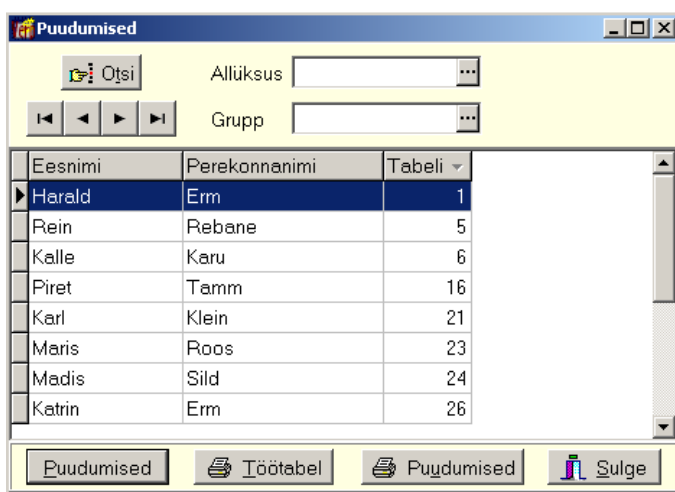 Puudumised
Otsi Allüksus
Grupp
Eesnimi Perekonnanimi Tabeli
Harald Erm 1
Rein Rebane 5
Kalle Karu 6
Piret Tamm 16
Karl Klein 21
Maris Roos 23
Madis Sild 24
Katrin Erm 26
Puudumised Töötabel Puudumised Sulge